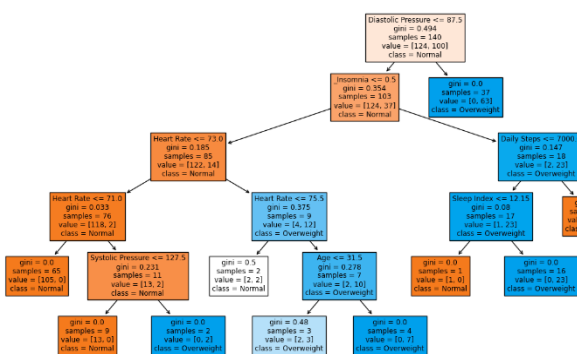 Diastolic Pressure <= 87.5
gini = 0.494
samples = 140
value = [124, 100]
class = Normal
_Insomnia <= 0.5
gini = 0.354
samples = 103
value = [124, 37]
class = Normal
gini = 0.0
samples = 37
value = [0, 63]
class = Overweight
Heart Rate <= 73.0
gini = 0.185
samples = 85
value = [122, 14]
class = Normal
Daily Steps <= 7000
gini = 0.147
samples = 18
value = [2, 23]
class = Overweight
Heart Rate <= 71.0
gini = 0.033
samples = 76
value = [118, 2]
class = Normal
Heart Rate <= 75.5
gini = 0.375
samples = 9
value = [4, 12]
class = Overweight
Sleep Index <= 12.15
gini = 0.08
samples = 17
value = [1, 23]
class = Overweight
gini = 0.0
samples = 65
value = [105, 0]
class = Normal
Systolic Pressure <= 127.5
gini = 0.231
samples = 11
value = [13, 2]
class = Normal
gini = 0.5
samples = 2
value = [2, 2]
class = Normal
Age <= 31.5
gini = 0.278
samples = 7
value = [2, 10]
class = Overweight
gini = 0.0
samples = 1
value = [1, 0]
class = Normal
gini = 0.0
samples = 16
value = [0, 23]
class = Overweight
gini = 0.0
samples = 9
value = [13, 0]
class = Normal
gini = 0.0
samples = 2
value = [0, 2]
class = Overweight
gini = 0.48
samples = 3
value = [2, 3]
class = Overweight
gini = 0.0
samples = 4
value = [0, 7]
class = Overweight